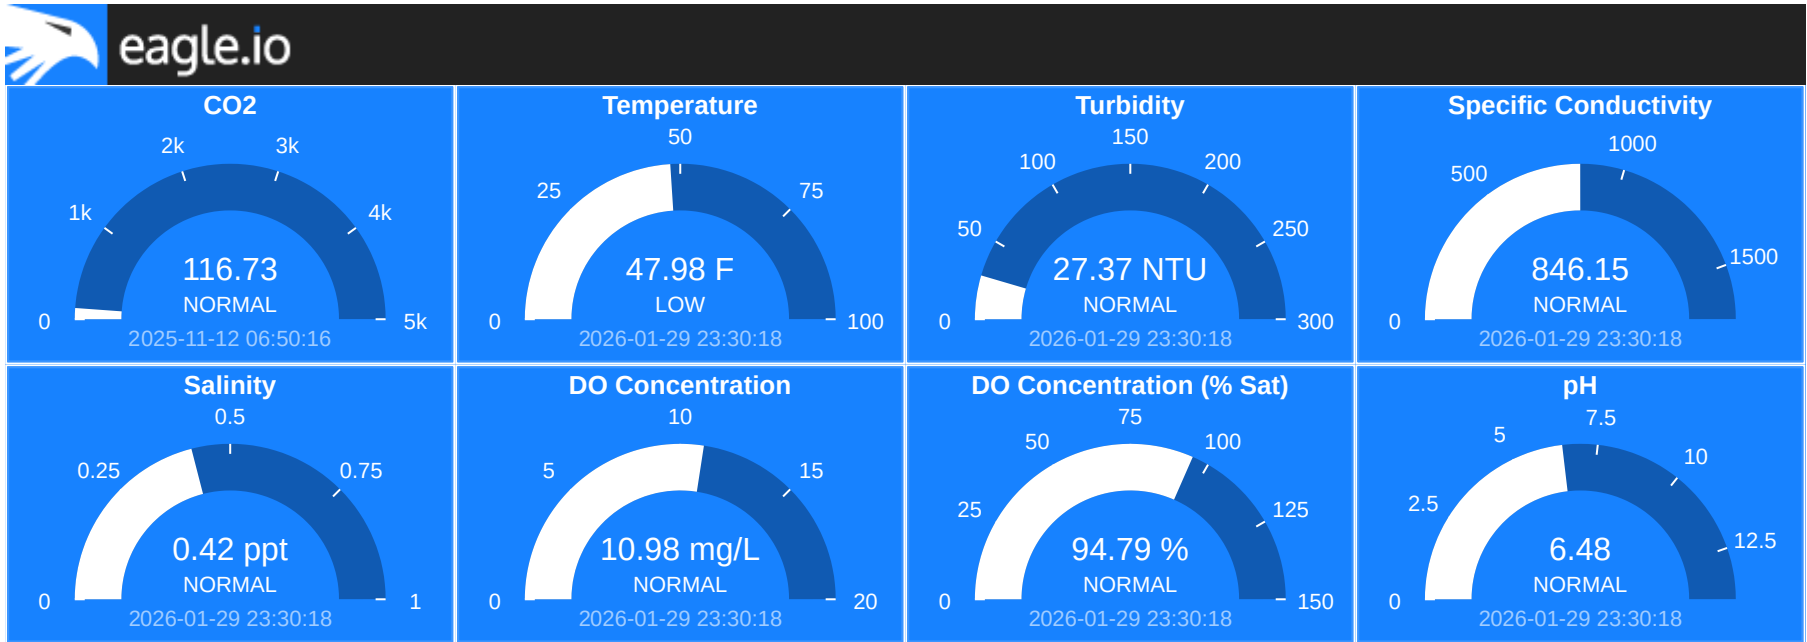 eagle.io
CO2
0
1k
2k
3k
4k
5k
116.73
NORMAL
2025-11-12 06:50:16
Temperature
0
25
50
75
100
47.98 F
LOW
2026-01-29 23:30:18
Turbidity
0
50
100
150
200
250
300
27.37 NTU
NORMAL
2026-01-29 23:30:18
Specific Conductivity
0
500
1000
1500
846.15
NORMAL
2026-01-29 23:30:18
Salinity
0
0.25
0.5
0.75
1
0.42 ppt
NORMAL
2026-01-29 23:30:18
DO Concentration
0
5
10
15
20
10.98 mg/L
NORMAL
2026-01-29 23:30:18
DO Concentration (% Sat)
0
25
50
75
100
125
150
94.79 %
NORMAL
2026-01-29 23:30:18
pH
0
2.5
5
7.5
10
12.5
6.48
NORMAL
2026-01-29 23:30:18